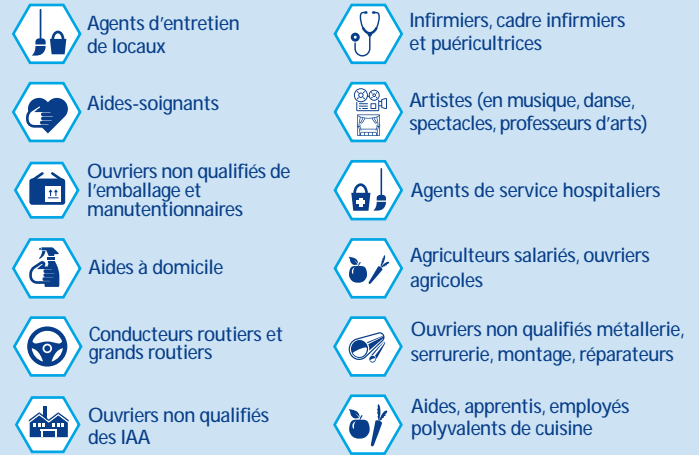 Agents d'entretien
de locaux
Aides-soignants
Ouvriers non qualifiés de
l'emballage et
manutentionnaires
Aides à domicile
Conducteurs routiers et
grands routiers
Ouvriers non qualifiés
des IAA
Infirmiers, cadre infirmiers
et puéricultrices
Artistes (en musique, danse,
spectacles, professeurs d'arts)
Agents de service hospitaliers
Agriculteurs salariés, ouvriers
agricoles
Ouvriers non qualifiés métallerie,
serrurerie, montage, réparateurs
Aides, apprentis, employés
polyvalents de cuisine